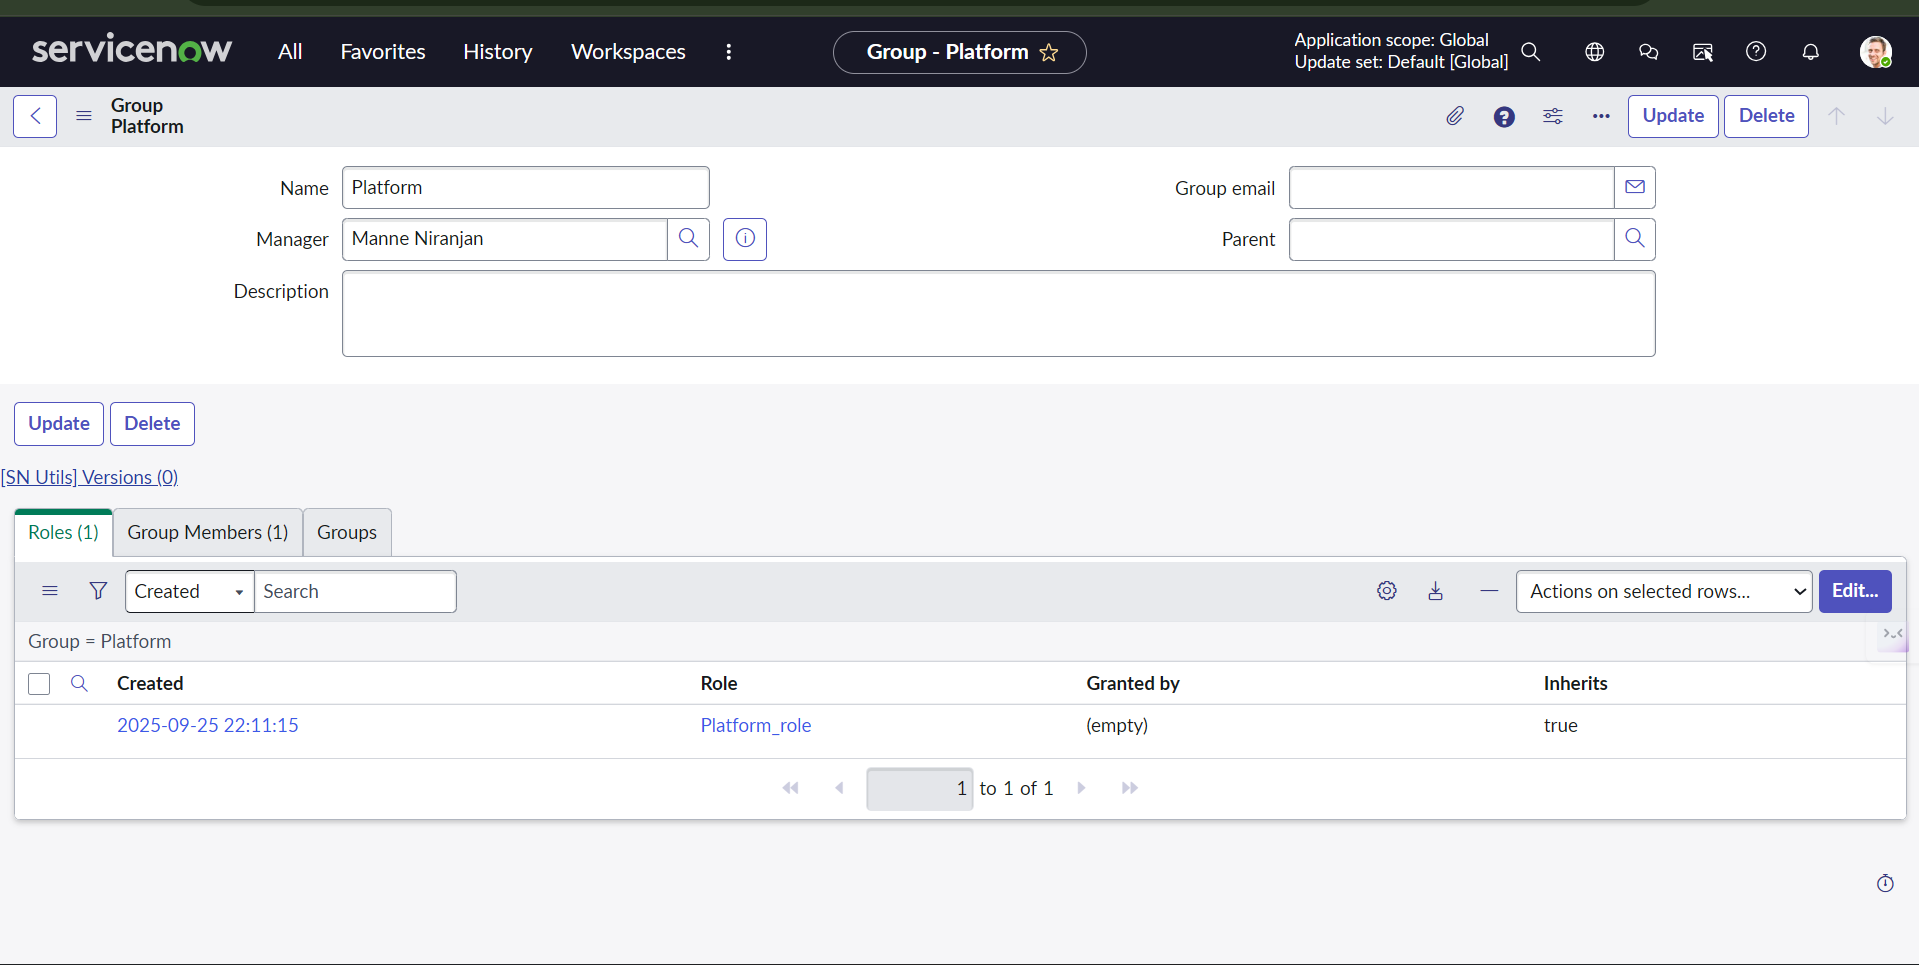 servicenow All Favorites History Workspaces Group - Platform Application scope: Global
Update set: Default [Global]
Group
Platform
Update Delete
Name Platform Group email
Manager Manne Niranjan Parent
Description
Update Delete
[SN Utils] Versions (0)
Roles (1) Group Members (1) Groups
Created Search Actions on selected rows... Edit...
Group = Platform
Created Role Granted by Inherits
2025-09-25 22:11:15 Platform_role (empty) true
1 to 1 of 1